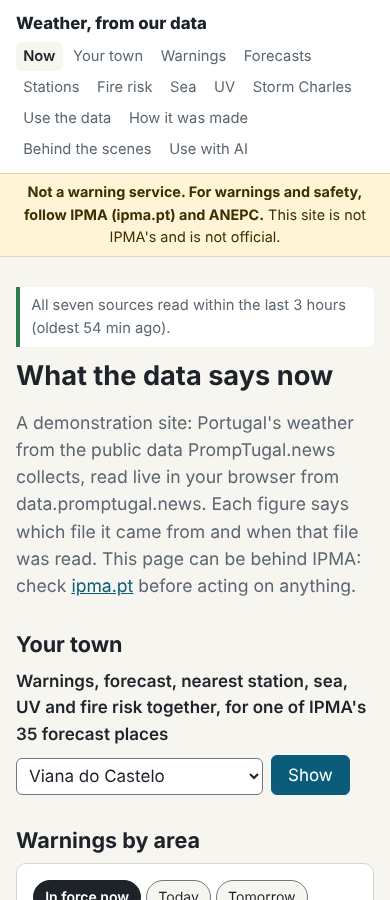 Weather, from our data
Now Your town Warnings Forecasts
Stations Fire risk Sea UV Storm Charles
Use the data How it was made
Behind the scenes Use with AI
Not a warning service. For warnings and safety,
follow IPMA (ipma.pt) and ANEPC. This site is not
IPMA's and is not official.
All seven sources read within the last 3 hours
(oldest 54 min ago).
What the data says now
A demonstration site: Portugal's weather
from the public data PrompTugal.news
collects, read live in your browser from
data.promptugal.news. Each figure says
which file it came from and when that file
was read. This page can be behind IPMA:
check ipma.pt before acting on anything.
Your town
Warnings, forecast, nearest station, sea,
UV and fire risk together, for one of IPMA's
35 forecast places
Viana do Castelo Show
Warnings by area
In force now Today Tomorrow